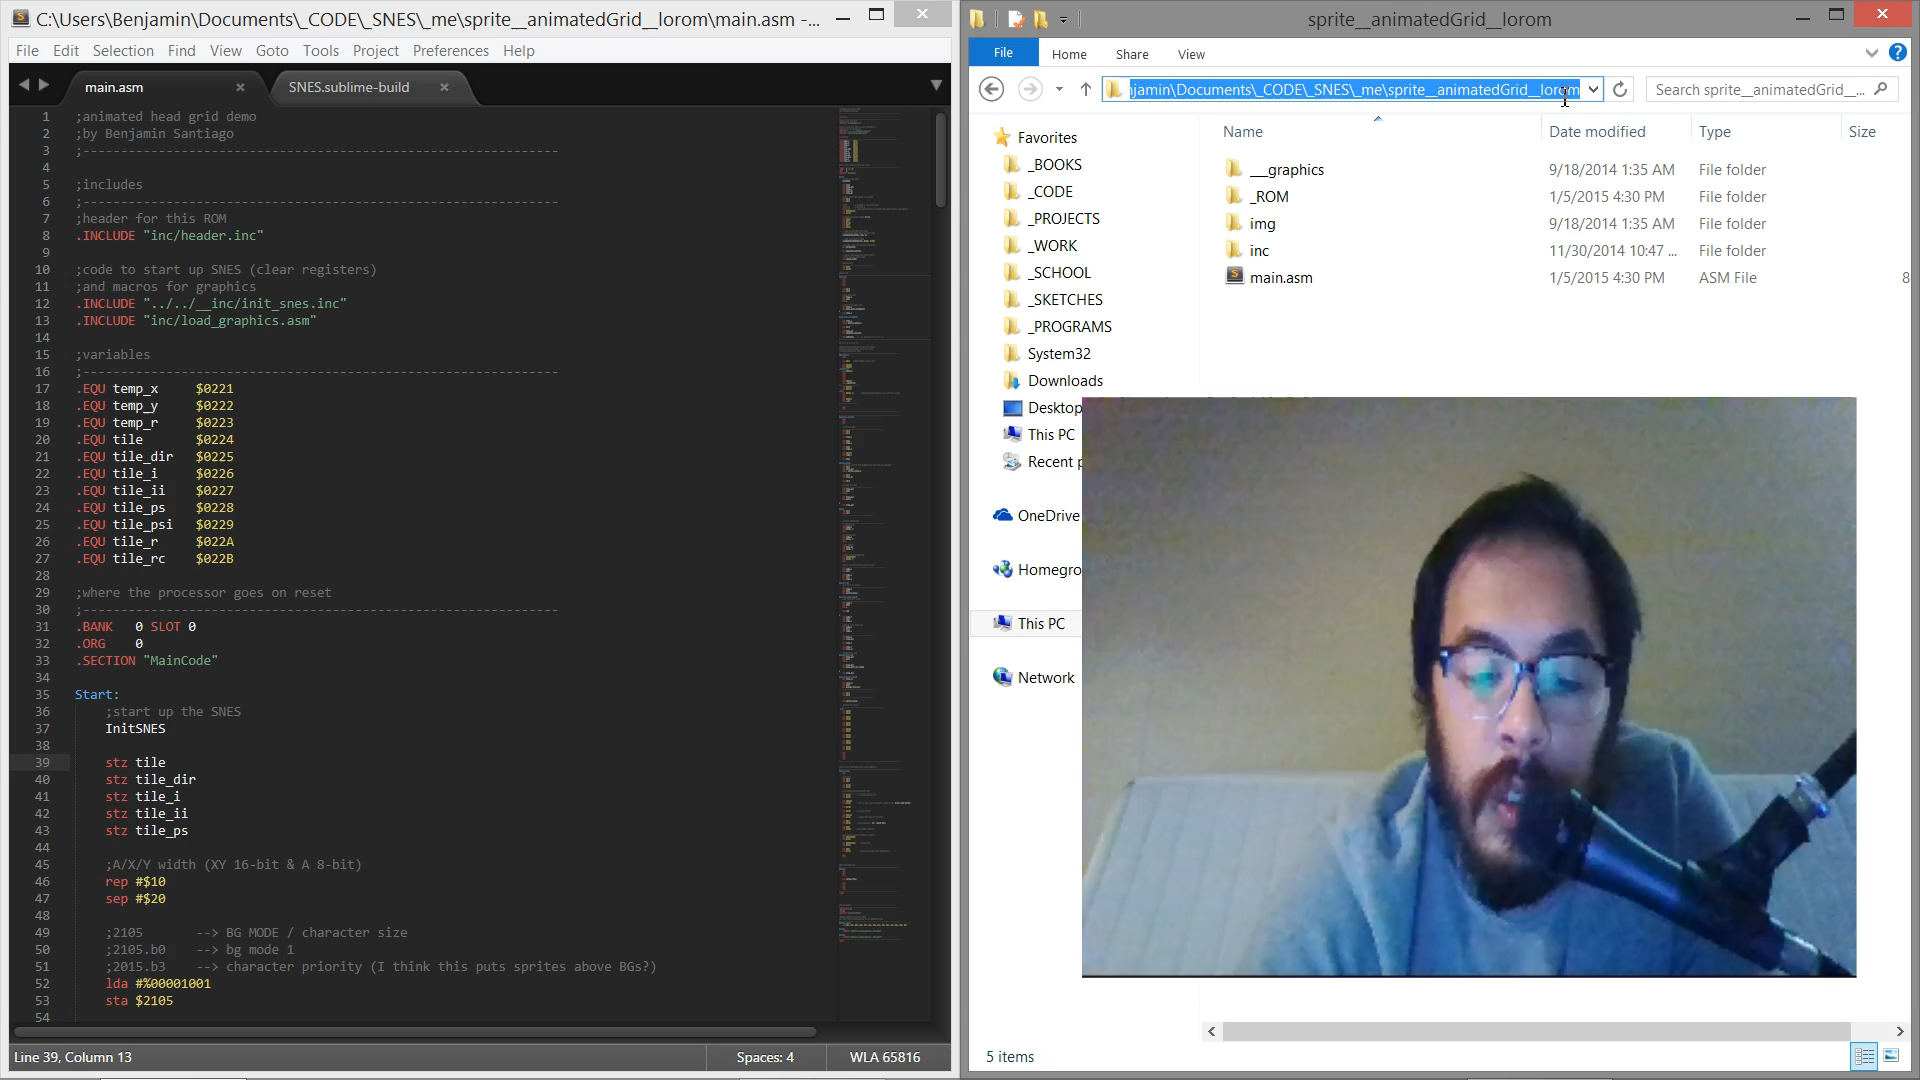 C:\Users\Benjamin\Documents\_CODE\_SNES\_me\sprite__animatedGrid__lorom\main.asm -...
File Edit Selection Find View Goto Tools Project Preferences Help
main.asm
SNES.sublime-build
1 ;animated head grid demo
2 ;by Benjamin Santiago
3 ;---------------------------------------------------------------
4
5 ;includes
6 ;---------------------------------------------------------------
7 ;header for this ROM
8 .INCLUDE "inc/header.inc"
9
10 ;code to start up SNES (clear registers)
11 ;and macros for graphics
12 .INCLUDE "../../__inc/init_snes.inc"
13 .INCLUDE "inc/load_graphics.asm"
14
15 ;variables
16 ;---------------------------------------------------------------
17 .EQU temp_x $0221
18 .EQU temp_y $0222
19 .EQU temp_r $0223
20 .EQU tile $0224
21 .EQU tile_dir $0225
22 .EQU tile_i $0226
23 .EQU tile_ii $0227
24 .EQU tile_ps $0228
25 .EQU tile_psi $0229
26 .EQU tile_r $022A
27 .EQU tile_rc $022B
28
29 ;where the processor goes on reset
30 ;---------------------------------------------------------------
31 .BANK 0 SLOT 0
32 .ORG 0
33 .SECTION "MainCode"
34
35 Start:
36 ;start up the SNES
37 InitSNES
38
39 stz tile
40 stz tile_dir
41 stz tile_i
42 stz tile_ii
43 stz tile_ps
44
45 ;A/X/Y width (XY 16-bit & A 8-bit)
46 rep #$10
47 sep #$20
48
49 ;2105 --> BG MODE / character size
50 ;2105.b0 --> bg mode 1
51 ;2015.b3 --> character priority (I think this puts sprites above BGs?)
52 lda #%00001001
53 sta $2105
54
Line 39, Column 13
Spaces: 4
WLA 65816
sprite__animatedGrid__lorom
File Home Share View
jamin\Documents\_CODE\_SNES\_me\sprite__animatedGrid__lorom
Search sprite__animatedGrid__...
Name Date modified Type Size
Favorites
_BOOKS
_CODE
_PROJECTS
_WORK
_SCHOOL
_SKETCHES
_PROGRAMS
System32
Downloads
Desktop
This PC
Recent p
OneDrive
Homegro
This PC
Network
___graphics 9/18/2014 1:35 AM File folder
_ROM 1/5/2015 4:30 PM File folder
img 9/18/2014 1:35 AM File folder
inc 11/30/2014 10:47 ... File folder
main.asm 1/5/2015 4:30 PM ASM File 8
5 items